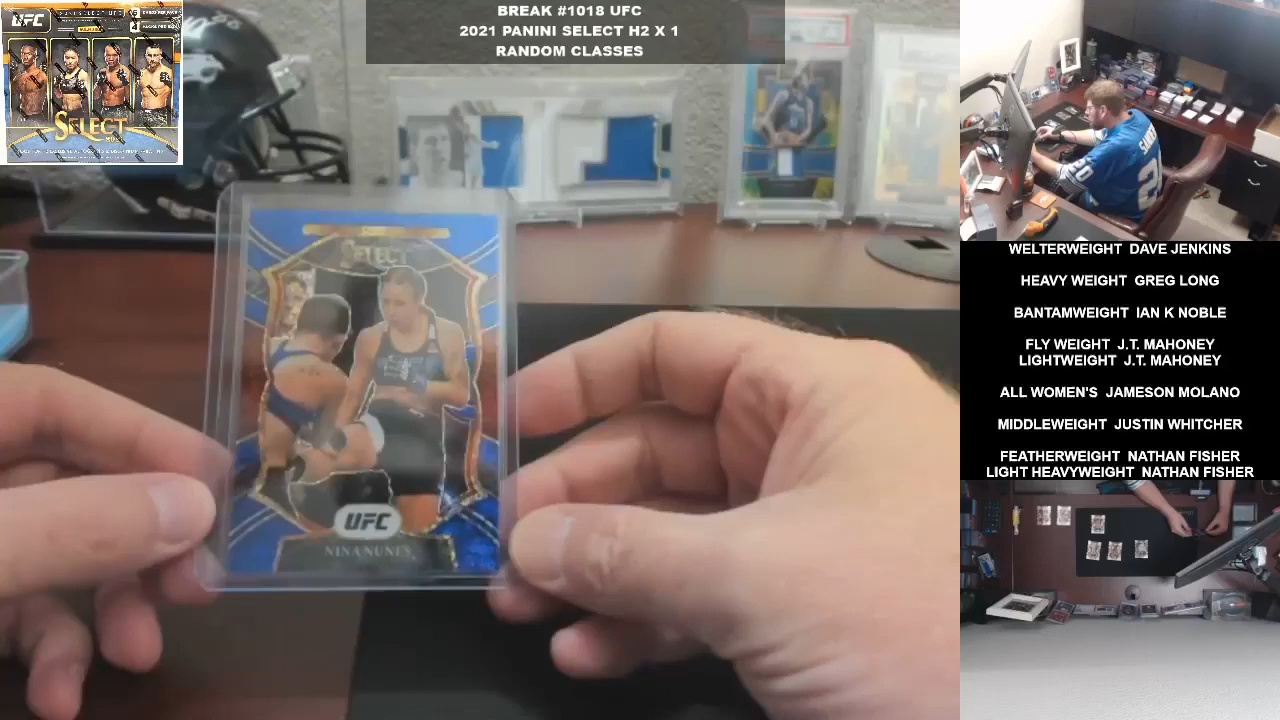 BREAK #1018 UFC
2021 PANINI SELECT H2 X 1
RANDOM CLASSES
UFC
SELECT
SELECT
UFC
NINA NUNES
20
WELTERWEIGHT DAVE JENKINS
HEAVY WEIGHT GREG LONG
BANTAMWEIGHT IAN K NOBLE
FLY WEIGHT J.T. MAHONEY
LIGHTWEIGHT J.T. MAHONEY
ALL WOMEN'S JAMESON MOLANO
MIDDLEWEIGHT JUSTIN WHITCHER
FEATHERWEIGHT NATHAN FISHER
LIGHT HEAVYWEIGHT NATHAN FISHER